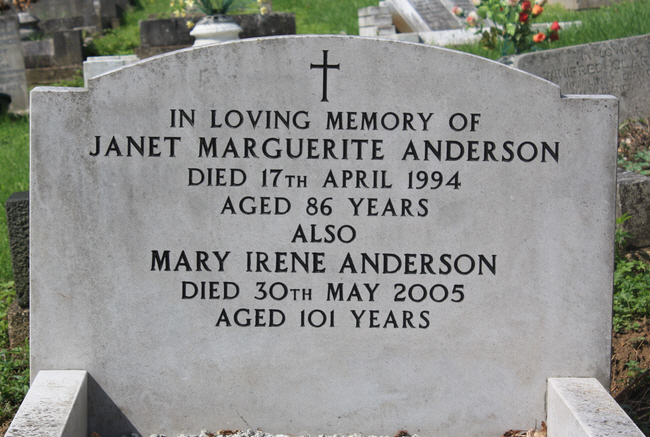 IN LOVING MEMORY OF
JANET MARGUERITE ANDERSON
DIED 17TH APRIL 1994
AGED 86 YEARS
ALSO
MARY IRENE ANDERSON
DIED 30TH MAY 2005
AGED 101 YEARS